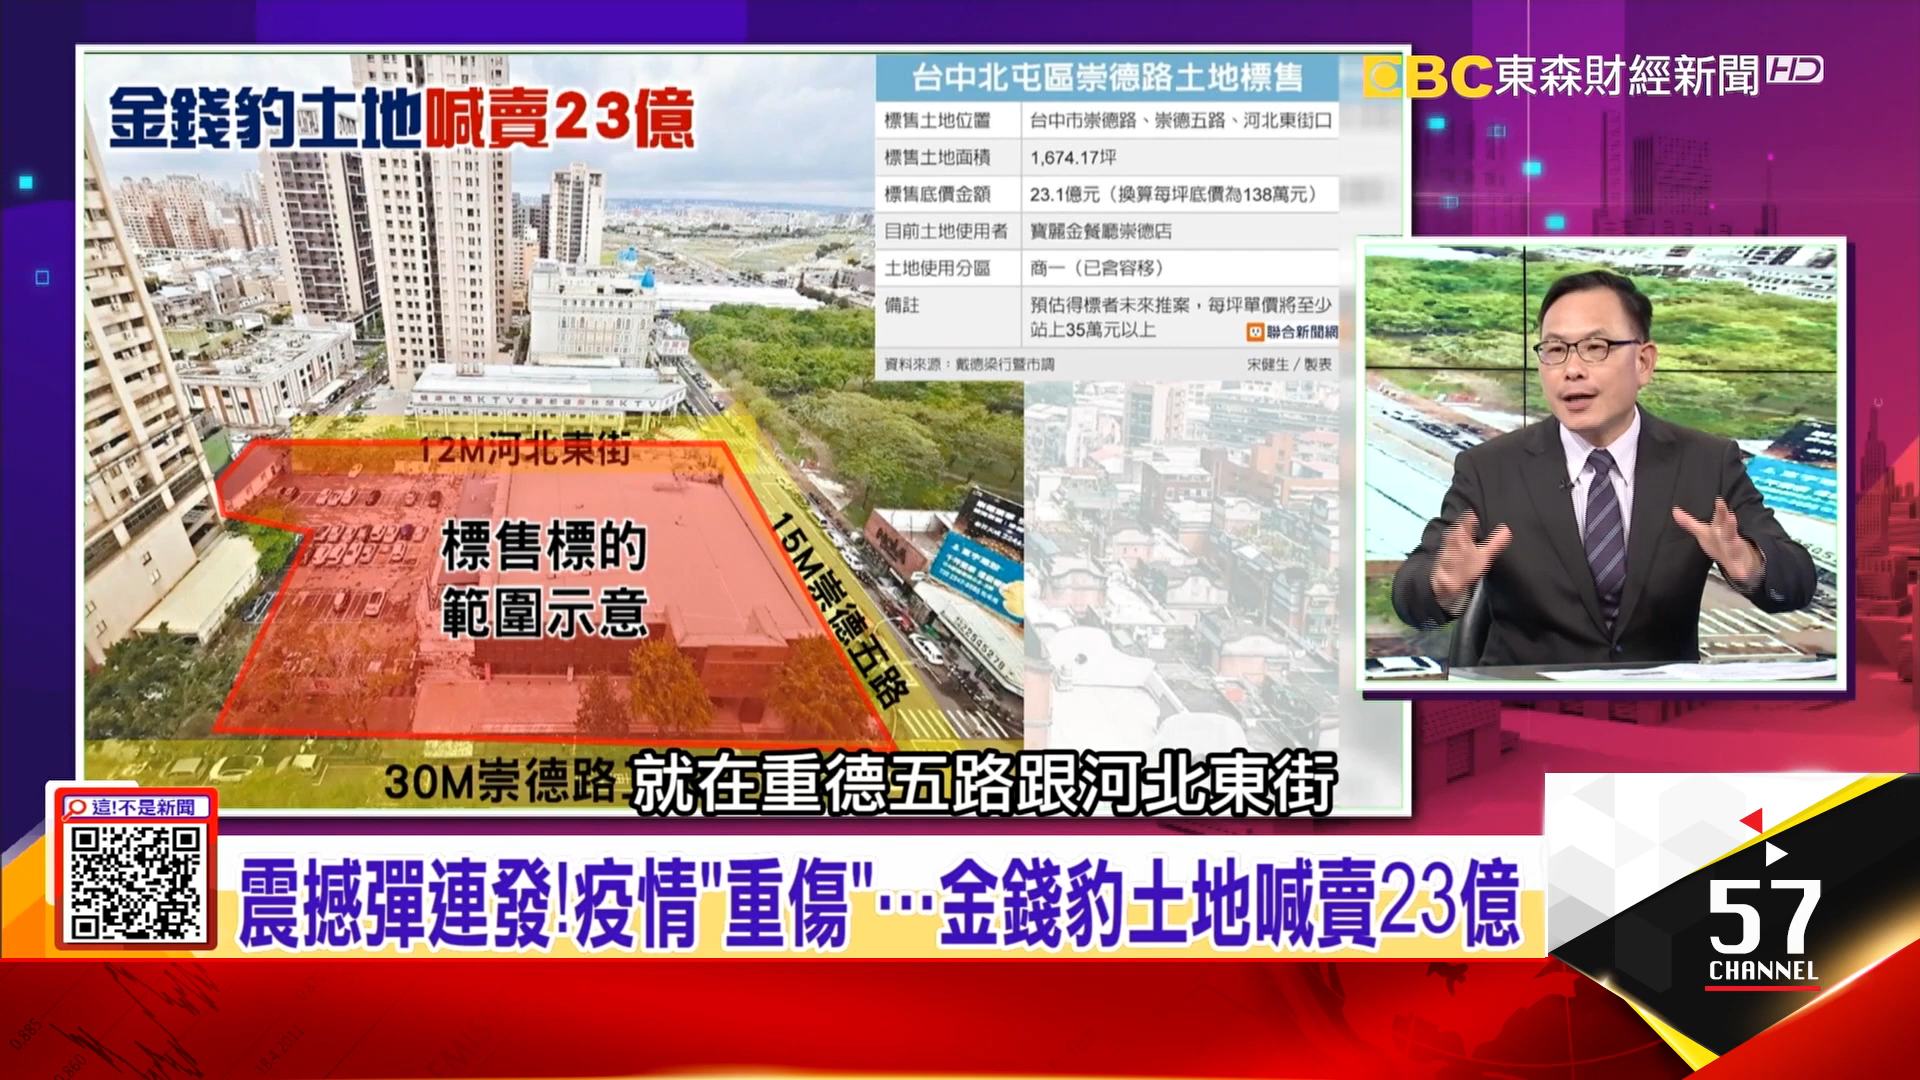 金錢豹土地喊賣23億
台中北屯區崇德路土地標售
標售土地位置 台中市崇德路、崇德五路、河北東街口
標售土地面積 1,674.17坪
標售底價金額 23.1億元（換算每坪底價為138萬元）
目前土地使用者 寶麗金餐廳崇德店
土地使用分區 商一（已含容移）
備註 預估得標者未來推案，每坪單價將至少
站上35萬元以上
聯合新聞網
資料來源：戴德梁行暨市調 宋健生／製表
EBC東森財經新聞HD
12M河北東街
標售標的
範圍示意
15M崇德五路
30M崇德路
就在重德五路跟河北東街
這!不是新聞
震撼彈連發!疫情"重傷"…金錢豹土地喊賣23億
57
CHANNEL